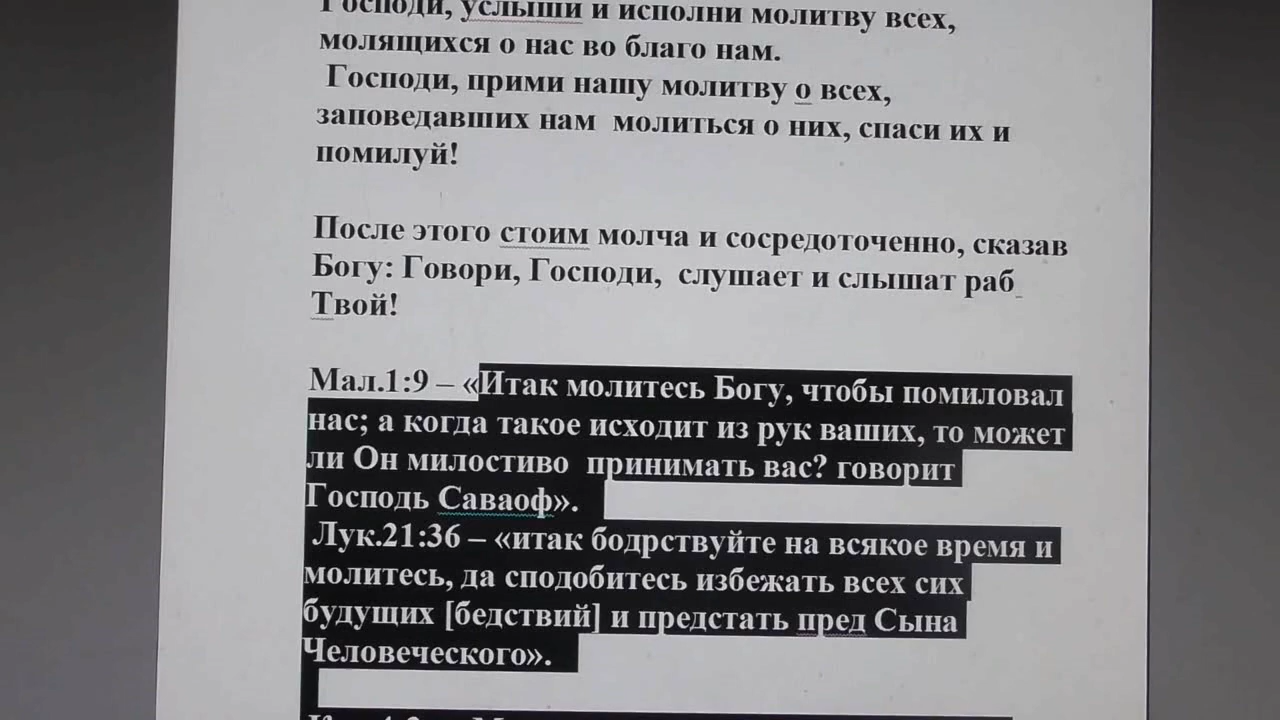 Господи, услыши и исполни молитву всех,
молящихся о нас во благо нам.
Господи, прими нашу молитву о всех,
заповедавших нам молиться о них, спаси их и
помилуй!
После этого стоим молча и сосредоточенно, сказав
Богу: Говори, Господи, слушает и слышат раб
Твой!
Мал.1:9 – «Итак молитесь Богу, чтобы помиловал
нас; а когда такое исходит из рук ваших, то может
ли Он милостиво принимать вас? говорит
Господь Саваоф».
Лук.21:36 – «итак бодрствуйте на всякое время и
молитесь, да сподобитесь избежать всех сих
будущих [бедствий] и предстать пред Сына
Человеческого».